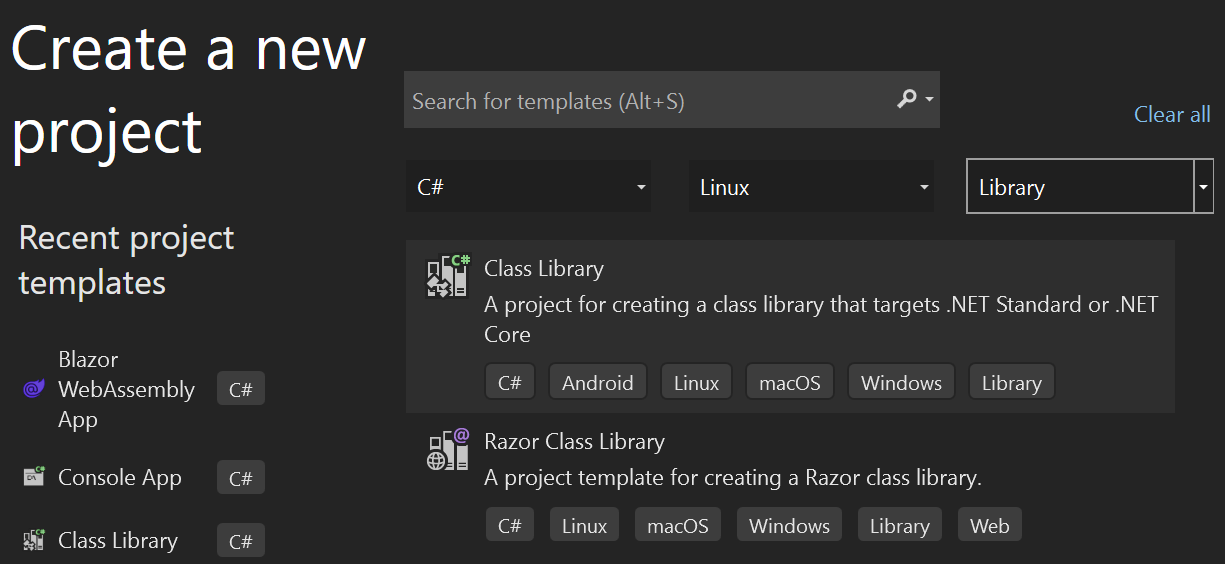 Create a new
project
Search for templates (Alt+S)
Clear all
C#
Linux
Library
Recent project
templates
Blazor
WebAssembly
App
C#
Console App
C#
Class Library
C#
Class Library
A project for creating a class library that targets .NET Standard or .NET
Core
C#
Android
Linux
macOS
Windows
Library
Razor Class Library
A project template for creating a Razor class library.
C#
Linux
macOS
Windows
Library
Web